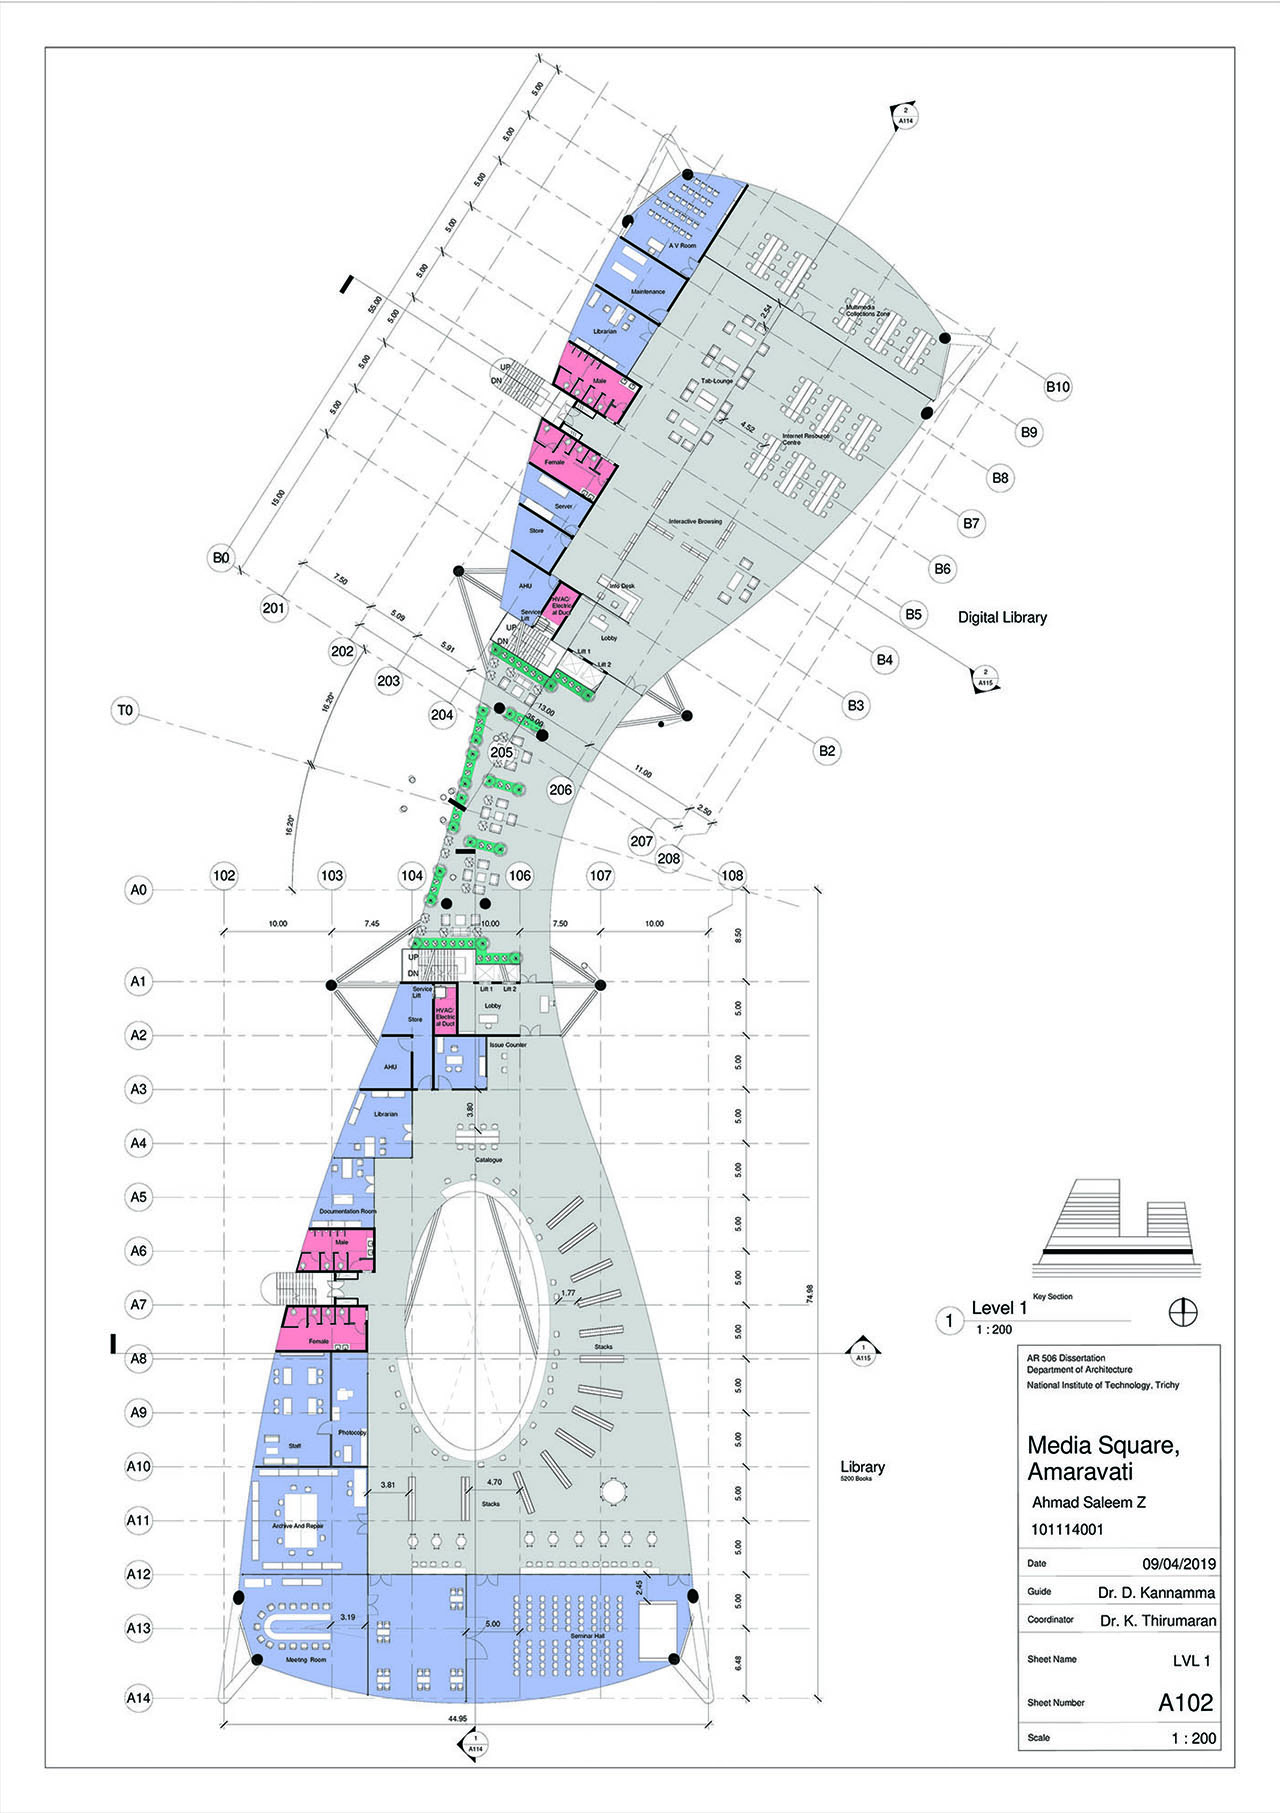 5.00
5.00
5.00
5.00
5.00
5.00
5.00
5.00
55.00
15.00
2
A114
A V Room
Maintenance
Librarian
Multimedia
Collections Zone
2.54
UP
DN
Male
Tab-Lounge
4.52
Internet Resource
Centre
Female
Server
Store
Interactive Browsing
AHU
Info Desk
HVAC/
Electric
al Duct
Service
Lift
UP
DN
Lobby
Lift 1
Lift 2
B10
B9
B8
B7
B6
B5
B4
B3
B2
B0
Digital Library
2
A115
201
202
203
204
205
206
207
208
7.50
5.09
5.91
13.00
35.00
11.00
2.50
16.20°
16.20°
T0
102
103
104
106
107
108
A0
10.00
7.45
10.00
7.50
10.00
8.50
UP
DN
A1
Service
Lift
Lift 1
Lift 2
Lobby
Store
HVAC/
Electric
al Duct
5.00
A2
Issue Counter
AHU
5.00
A3
Librarian
3.80
5.00
A4
Catalogue
5.00
A5
Documentation Room
5.00
A6
Male
5.00
A7
1.77
74.98
Female
Stacks
5.00
A8
1
A115
5.00
A9
Staff
Photocopy
5.00
A10
Library
5200 Books
3.81
4.70
Stacks
5.00
A11
Archive And Repair
5.00
A12
2.45
5.00
A13
3.19
5.00
Seminar Hall
Meeting Room
6.48
A14
44.95
1
A114
Key Section
1
Level 1
1 : 200
AR 506 Dissertation
Department of Architecture
National Institute of Technology, Trichy
Media Square,
Amaravati
Ahmad Saleem Z
101114001
Date 09/04/2019
Guide Dr. D. Kannamma
Coordinator Dr. K. Thirumaran
Sheet Name LVL 1
Sheet Number A102
Scale 1 : 200